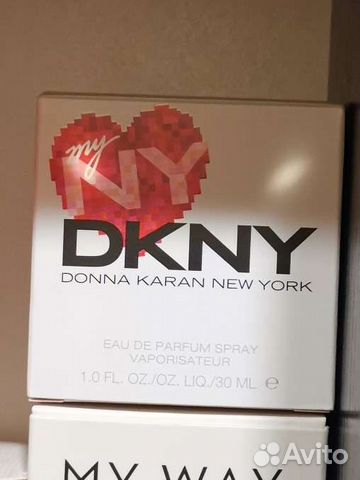 my
NY
DKNY
DONNA KARAN NEW YORK
EAU DE PARFUM SPRAY
VAPORISATEUR
1.0 FL. OZ./OZ. LIQ./30 ML ℮
MY WAY
Avito